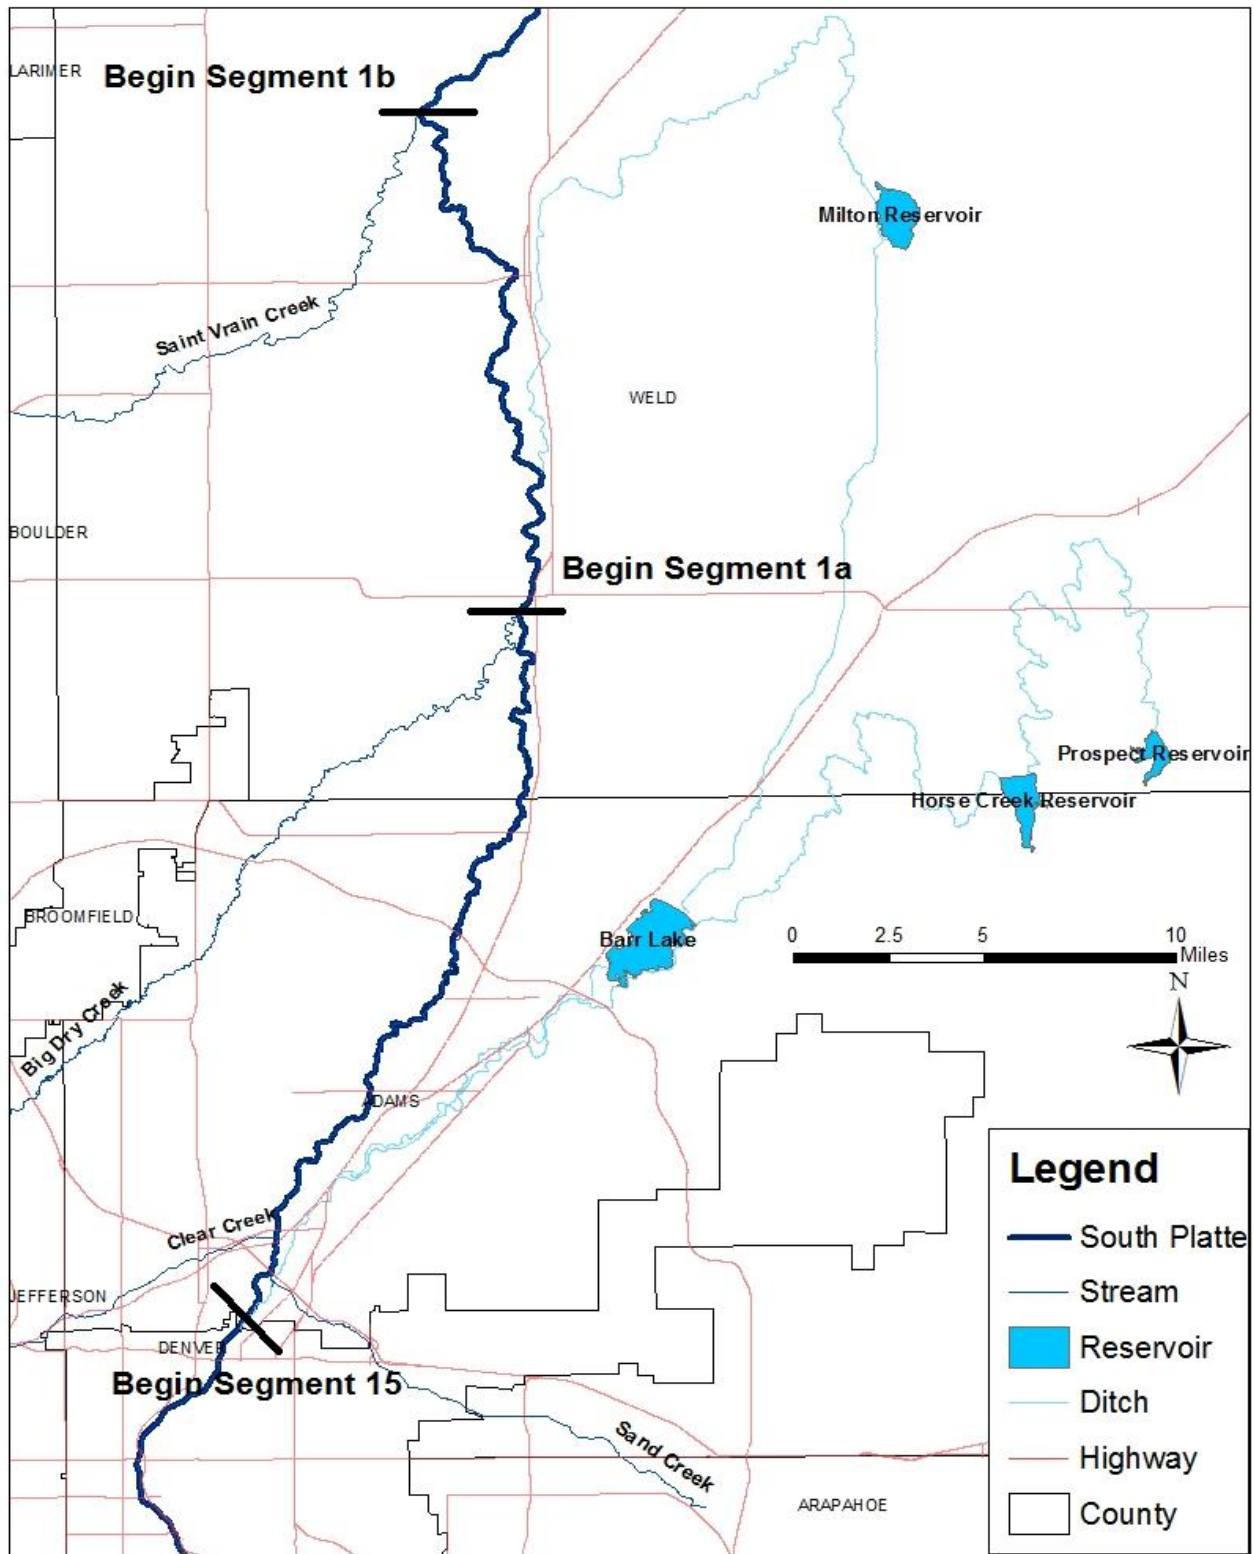 LARIMER
Begin Segment 1b
Milton Reservoir
Saint Vrain Creek
WELD
BOULDER
Begin Segment 1a
Prospect Reservoir
Horse Creek Reservoir
BROOMFIELD
Barr Lake
0 2.5 5 10
Miles
N
Big Dry Creek
ADAMS
Legend
Clear Creek
South Platte
JEFFERSON
Stream
DENVER
Reservoir
Begin Segment 15
Ditch
Sand Creek
Highway
ARAPAHOE
County